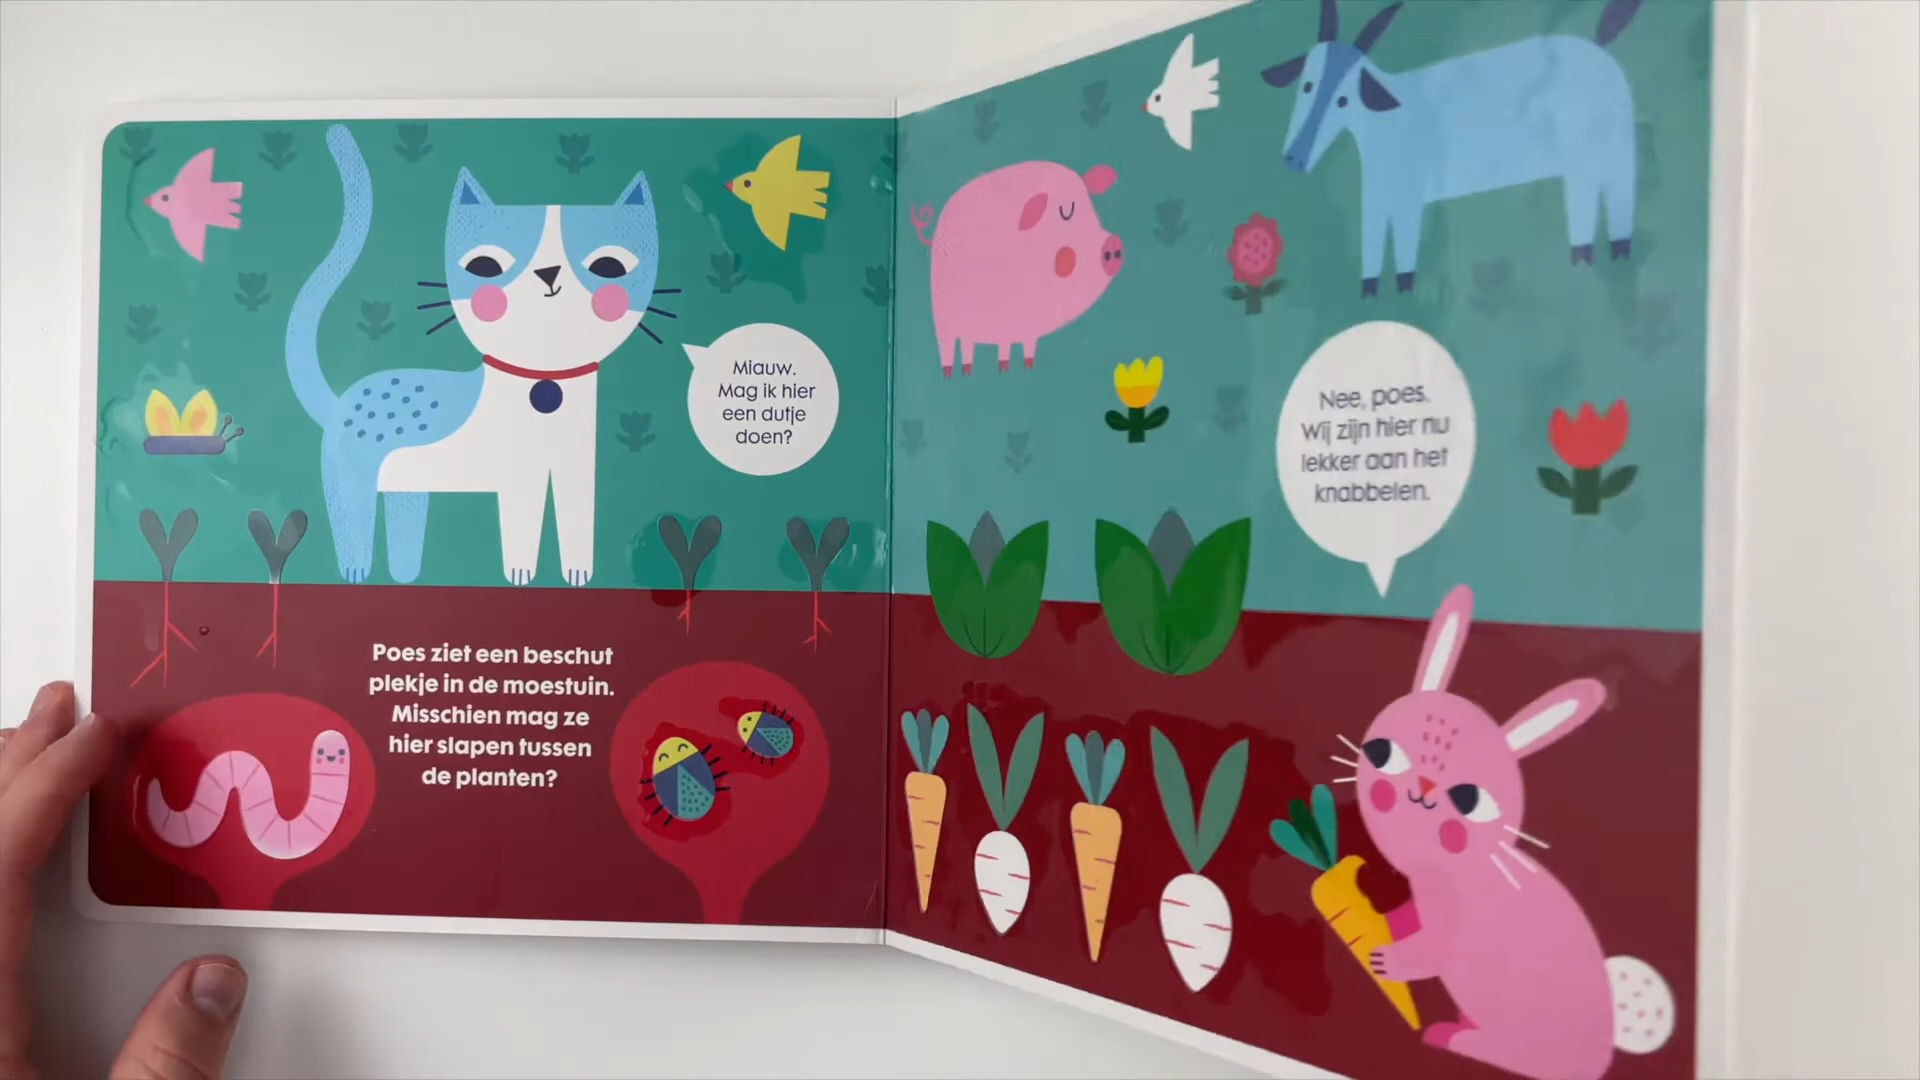 Miauw.
Mag ik hier
een dutje
doen?
Poes ziet een beschut
plekje in de moestuin.
Misschien mag ze
hier slapen tussen
de planten?
Nee, poes.
Wij zijn hier nu
lekker aan het
knabbelen.